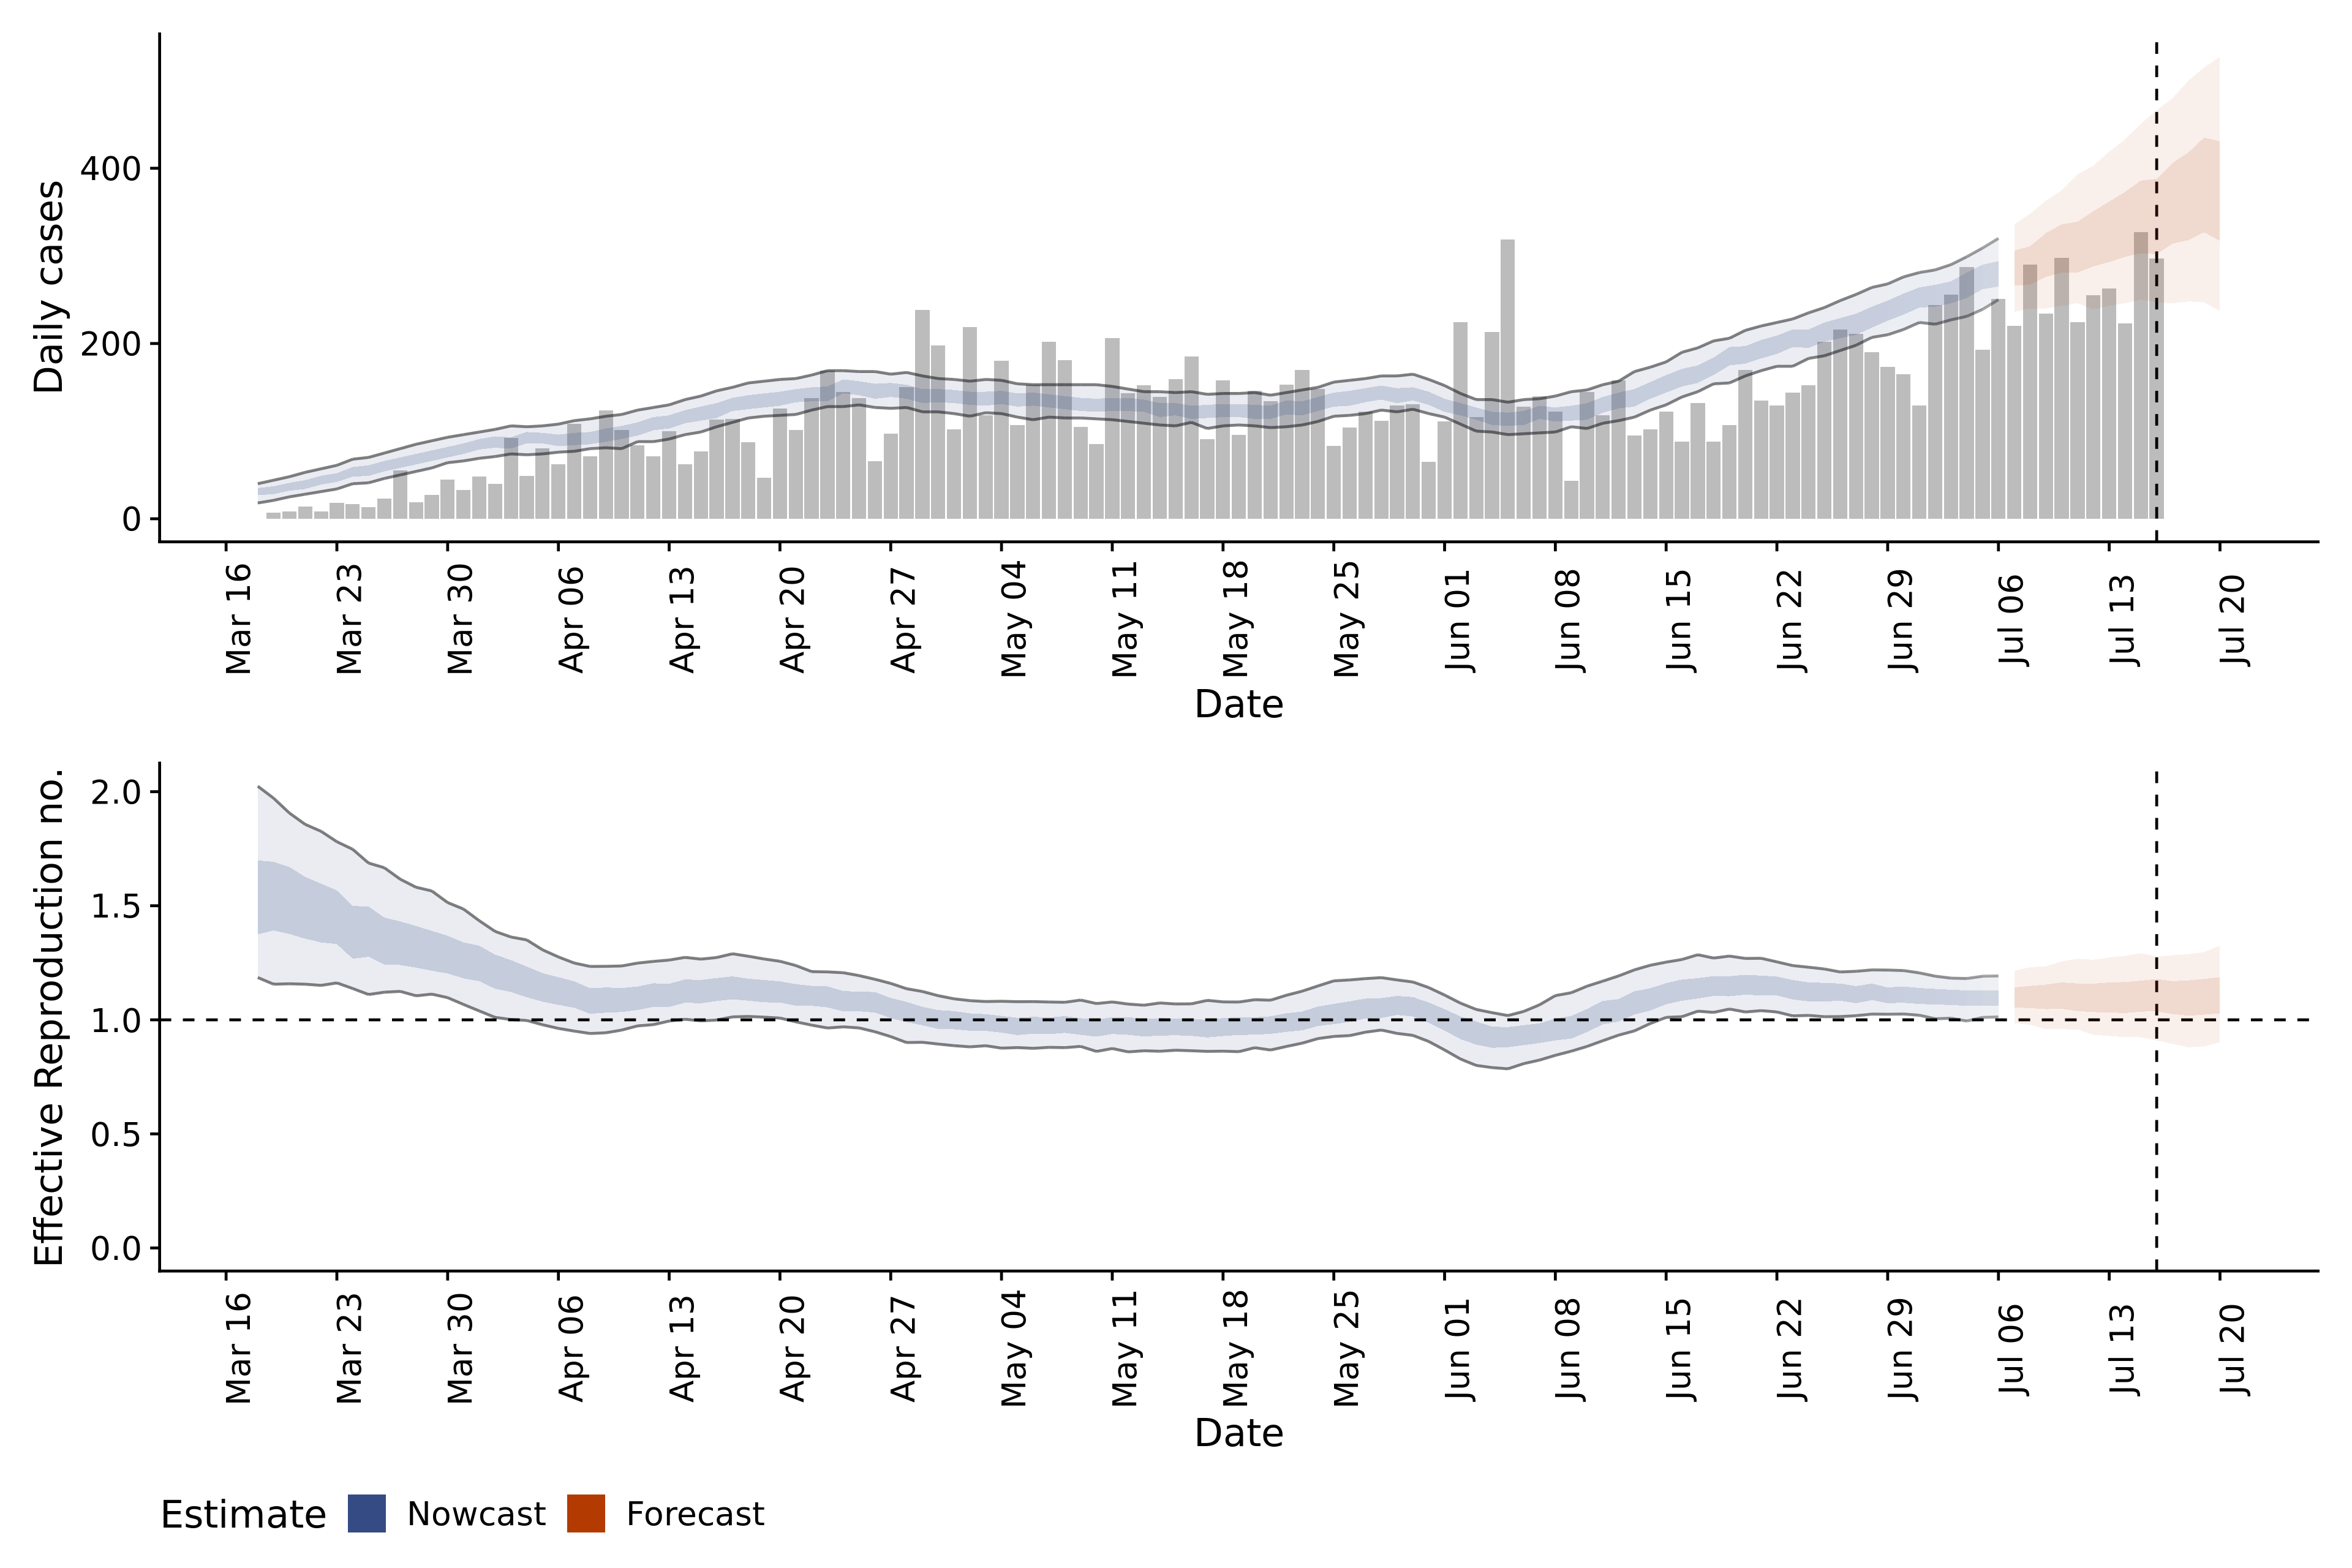 Daily cases
400
200
0
Mar 16
Mar 23
Mar 30
Apr 06
Apr 13
Apr 20
Apr 27
May 04
May 11
May 18
May 25
Jun 01
Jun 08
Jun 15
Jun 22
Jun 29
Jul 06
Jul 13
Jul 20
Date
Effective Reproduction no.
2.0
1.5
1.0
0.5
0.0
Mar 16
Mar 23
Mar 30
Apr 06
Apr 13
Apr 20
Apr 27
May 04
May 11
May 18
May 25
Jun 01
Jun 08
Jun 15
Jun 22
Jun 29
Jul 06
Jul 13
Jul 20
Date
Estimate Nowcast Forecast